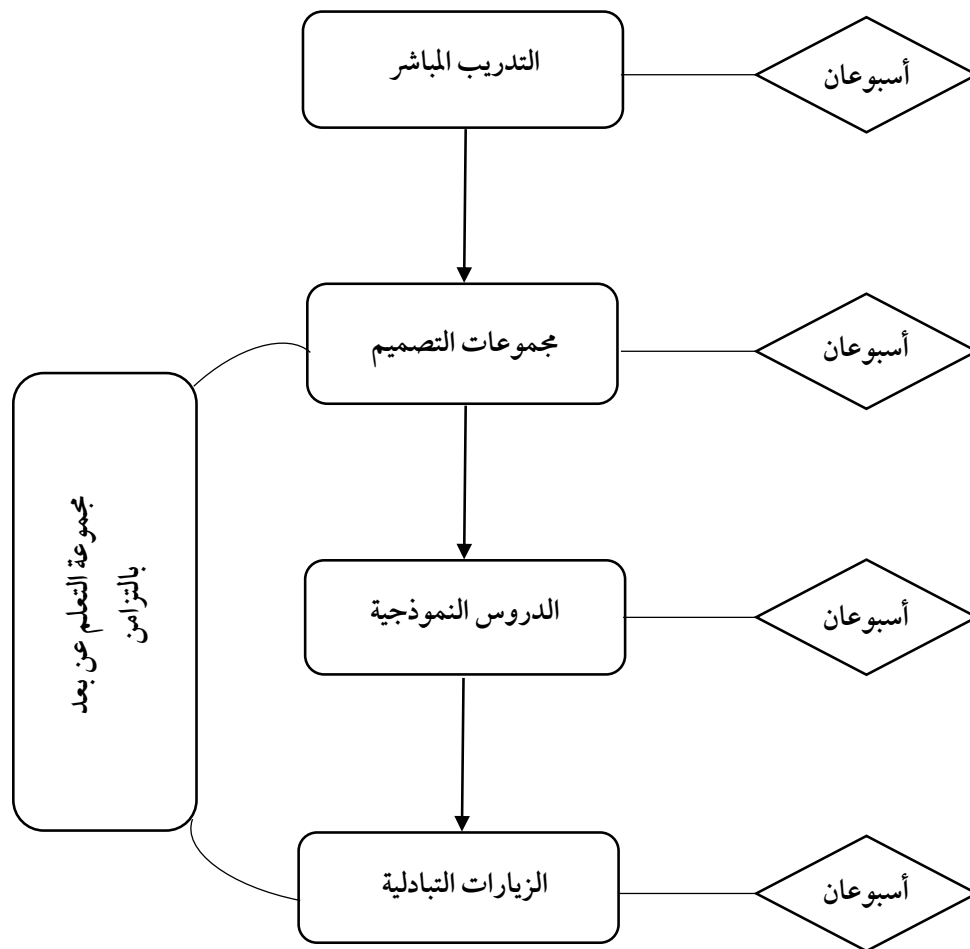 التدريب المباشر
أسبوعان
مجموعات التصميم
أسبوعان
مجموعة التعلم عن بعد
بالتزامن
الدروس النموذجية
أسبوعان
الزيارات التبادلية
أسبوعان